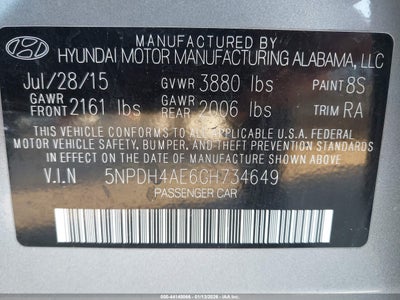 MANUFACTURED BY
HYUNDAI MOTOR MANUFACTURING ALABAMA, LLC
Jul/28/15 GVWR 3880 lbs PAINT 8S
GAWR FRONT 2161 lbs GAWR REAR 2006 lbs TRIM RA
THIS VEHICLE CONFORMS TO ALL APPLICABLE U.S.A FEDERAL
MOTOR VEHICLE SAFETY, BUMPER, AND THEFT PREVENTION
STANDARDS IN EFFECT ON THE DATE OF MANUFACTURE SHOWN ABOVE.
V.I.N 5NPDH4AE6GH734649
PASSENGER CAR